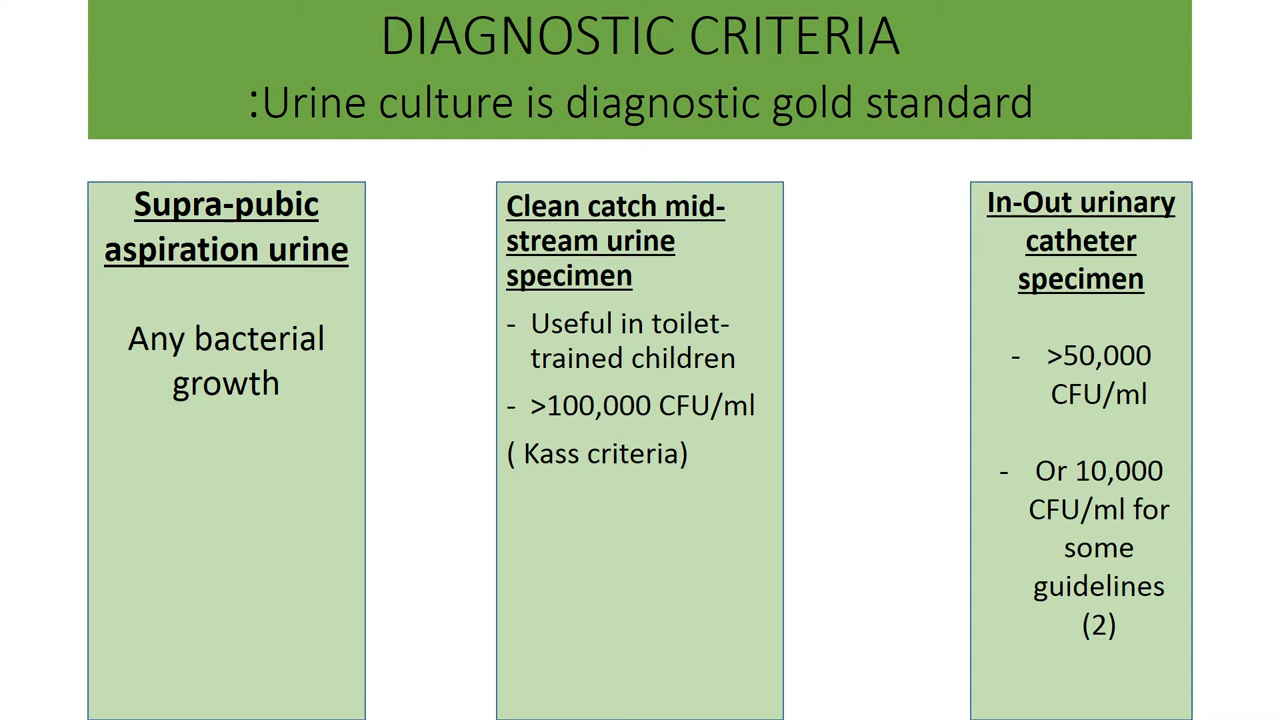 DIAGNOSTIC CRITERIA
:Urine culture is diagnostic gold standard
Supra-pubic
aspiration urine
Any bacterial
growth
Clean catch mid-
stream urine
specimen
- Useful in toilet-
trained children
- >100,000 CFU/ml
( Kass criteria)
In-Out urinary
catheter
specimen
- >50,000
CFU/ml
- Or 10,000
CFU/ml for
some
guidelines
(2)